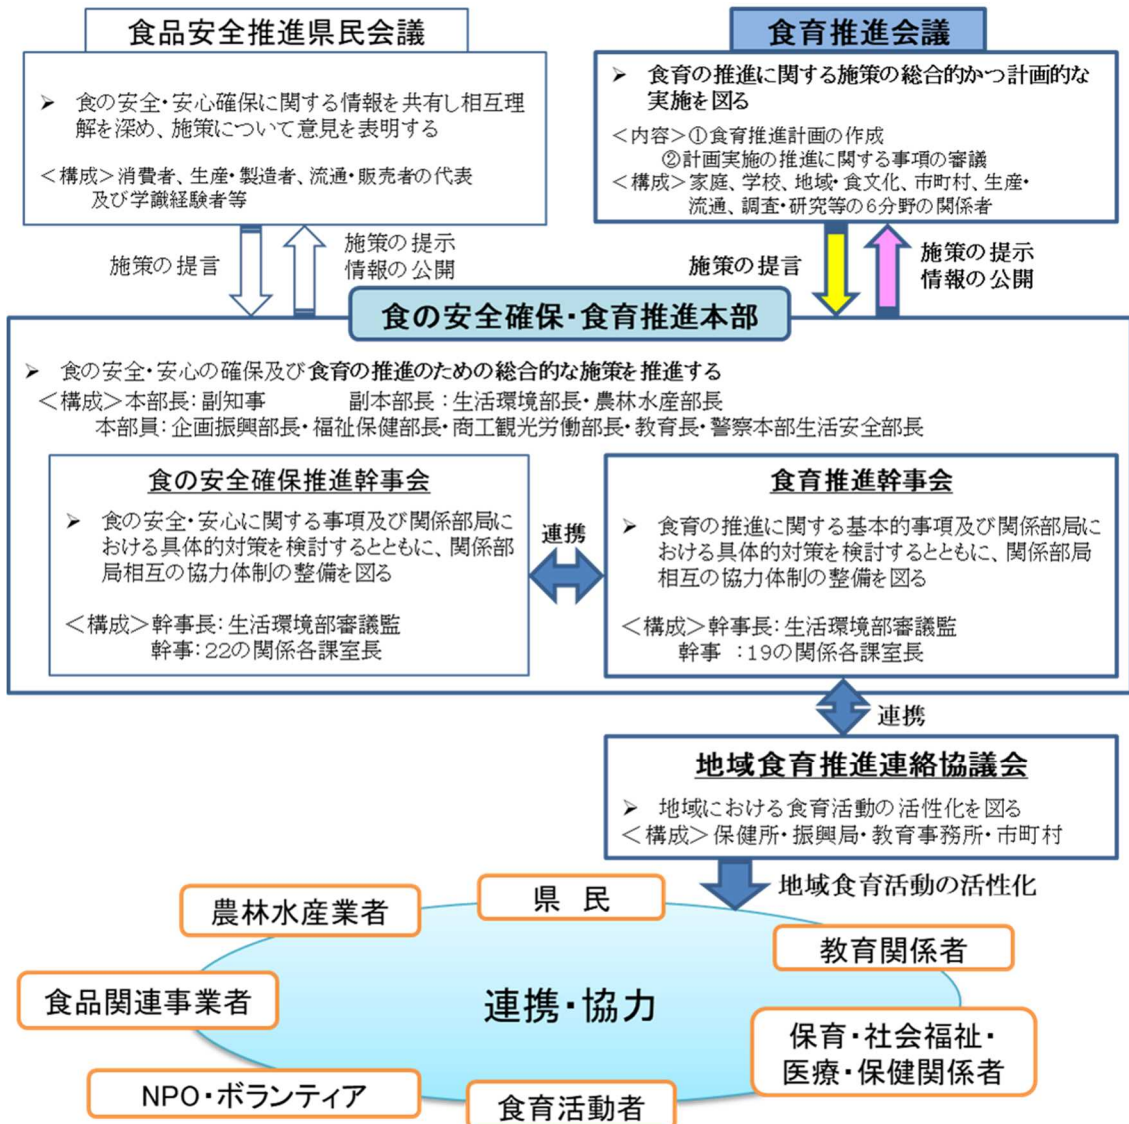 食品安全推進県民会議
➢ 食の安全・安心確保に関する情報を共有し相互理
解を深め、施策について意見を表明する
＜構成＞消費者、生産・製造者、流通・販売者の代表
及び学識経験者等
食育推進会議
➢ 食育の推進に関する施策の総合的かつ計画的な
実施を図る
＜内容＞①食育推進計画の作成
②計画実施の推進に関する事項の審議
＜構成＞家庭、学校、地域・食文化、市町村、生産・
流通、調査・研究等の6分野の関係者
施策の提言
施策の提示
情報の公開
施策の提言
施策の提示
情報の公開
食の安全確保・食育推進本部
➢ 食の安全・安心の確保及び食育の推進のための総合的な施策を推進する
＜構成＞本部長：副知事　副本部長：生活環境部長・農林水産部長
本部員：企画振興部長・福祉保健部長・商工観光労働部長・教育長・警察本部生活安全部長
食の安全確保推進幹事会
➢ 食の安全・安心に関する事項及び関係部局に
おける具体的対策を検討するとともに、関係部
局相互の協力体制の整備を図る
＜構成＞幹事長：生活環境部審議監
幹事：22の関係各課室長
連携
食育推進幹事会
➢ 食育の推進に関する基本的事項及び関係部局に
おける具体的対策を検討するとともに、関係部局
相互の協力体制の整備を図る
＜構成＞幹事長：生活環境部審議監
幹事　：19の関係各課室長
連携
地域食育推進連絡協議会
➢ 地域における食育活動の活性化を図る
＜構成＞保健所・振興局・教育事務所・市町村
地域食育活動の活性化
県　民
農林水産業者
教育関係者
食品関連事業者
連携・協力
保育・社会福祉・
医療・保健関係者
NPO・ボランティア
食育活動者